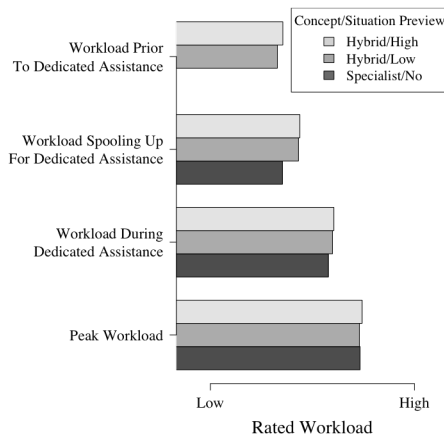 Concept/Situation Preview
Hybrid/High
Hybrid/Low
Specialist/No
Workload Prior
To Dedicated Assistance
Workload Spooling Up
For Dedicated Assistance
Workload During
Dedicated Assistance
Peak Workload
Low
High
Rated Workload